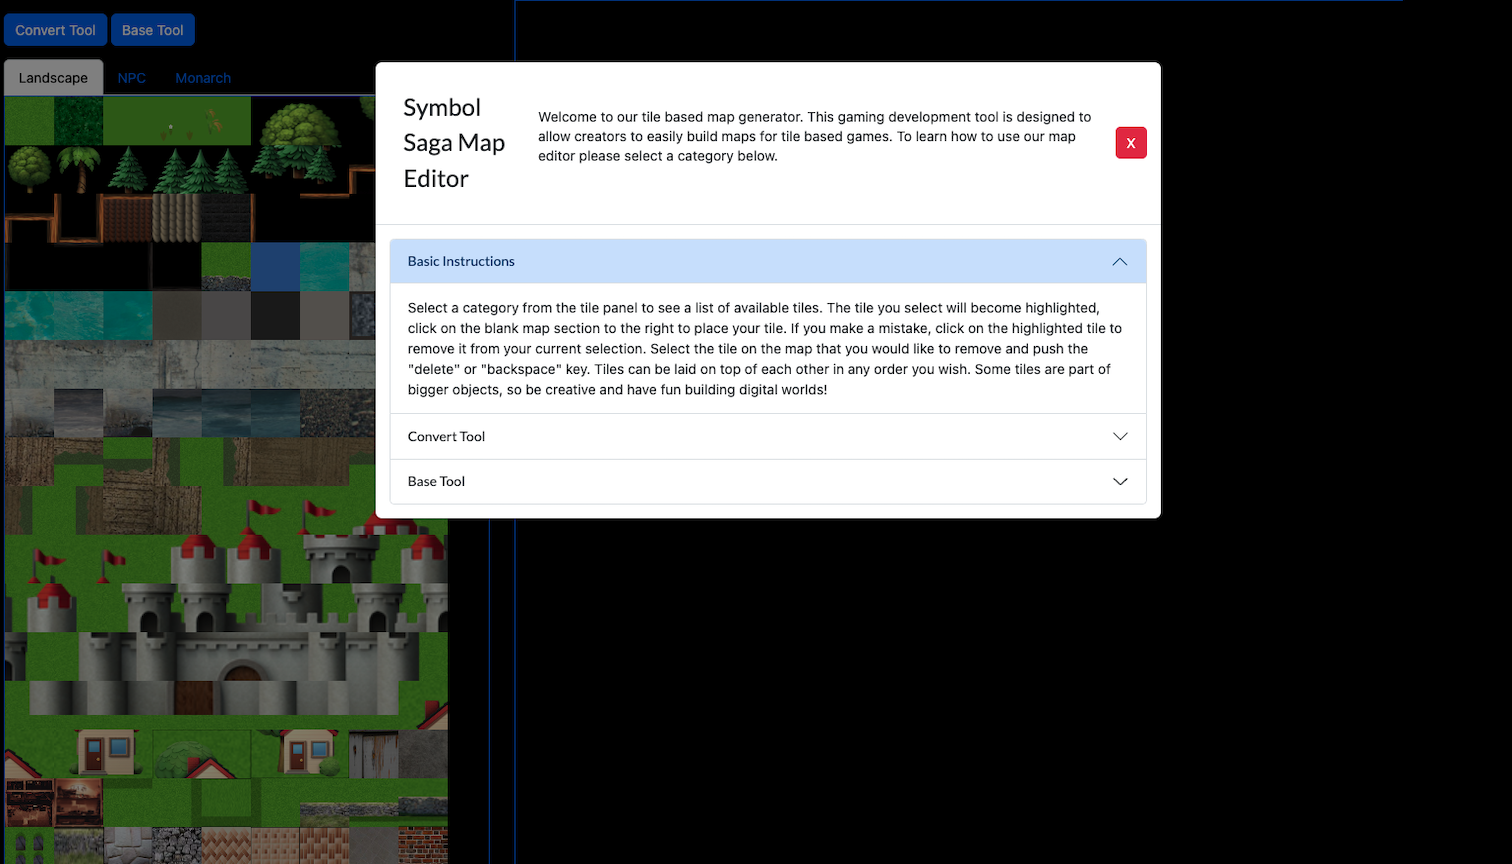 Convert Tool Base Tool
Landscape NPC Monarch
Symbol
Saga Map
Editor
Welcome to our tile based map generator. This gaming development tool is designed to
allow creators to easily build maps for tile based games. To learn how to use our map
editor please select a category below.
X
Basic Instructions
Select a category from the tile panel to see a list of available tiles. The tile you select will become highlighted,
click on the blank map section to the right to place your tile. If you make a mistake, click on the highlighted tile to
remove it from your current selection. Select the tile on the map that you would like to remove and push the
"delete" or "backspace" key. Tiles can be laid on top of each other in any order you wish. Some tiles are part of
bigger objects, so be creative and have fun building digital worlds!
Convert Tool
Base Tool